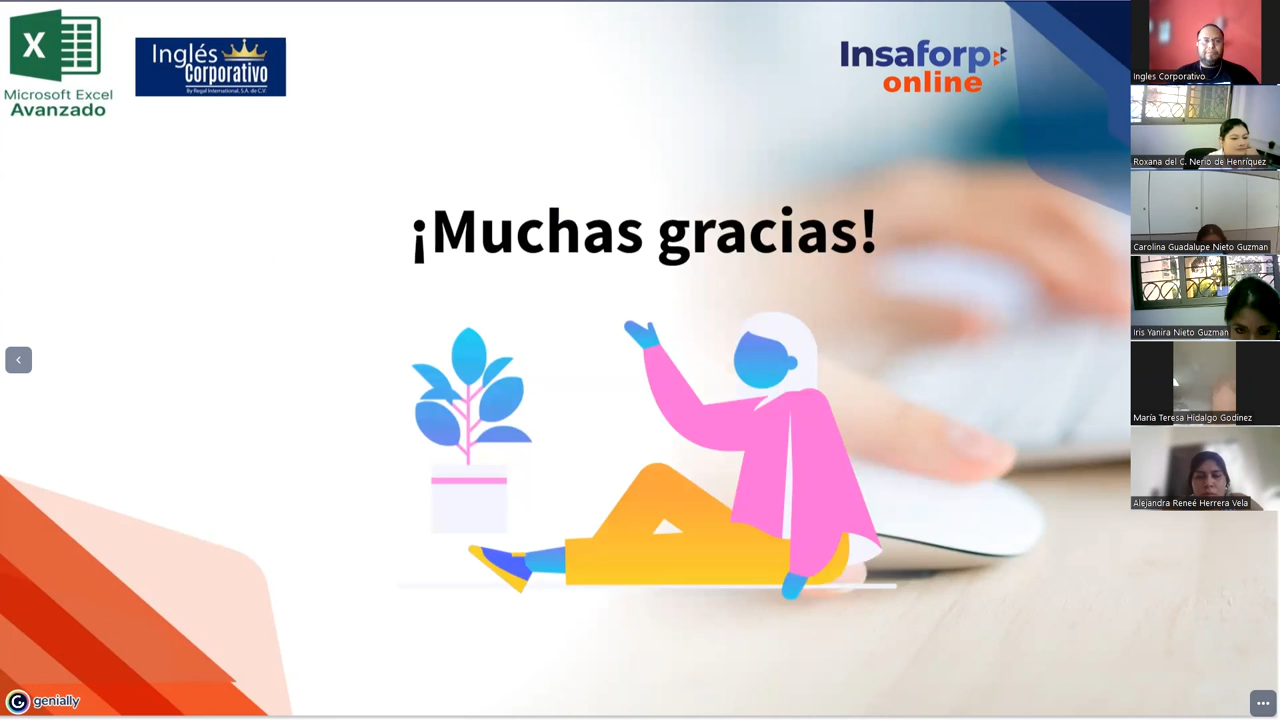 X
Microsoft Excel
Avanzado
Inglés
Corporativo
By Regal International, S.A. de C.V.
Insaforp
online
¡Muchas gracias!
Ingles Corporativo
Roxana del C. Nerio de Henríquez
Carolina Guadalupe Nieto Guzman
Iris Yanira Nieto Guzman
María Teresa Hidalgo Godinez
Alejandra Reneé Herrera Vela
genially